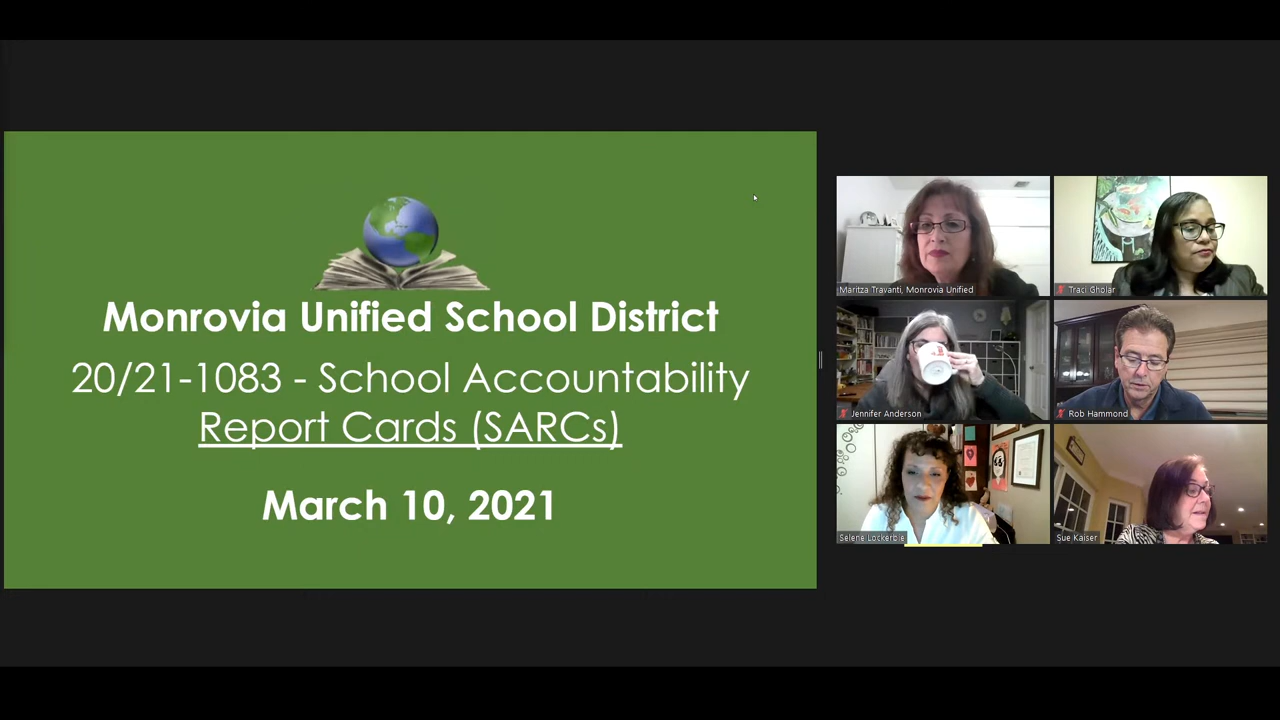 Monrovia Unified School District
20/21-1083 - School Accountability
Report Cards (SARCs)
March 10, 2021
Maritza Travanti, Monrovia Unified
Traci Gholar
Jennifer Anderson
Rob Hammond
Selene Lockerbie
Sue Kaiser